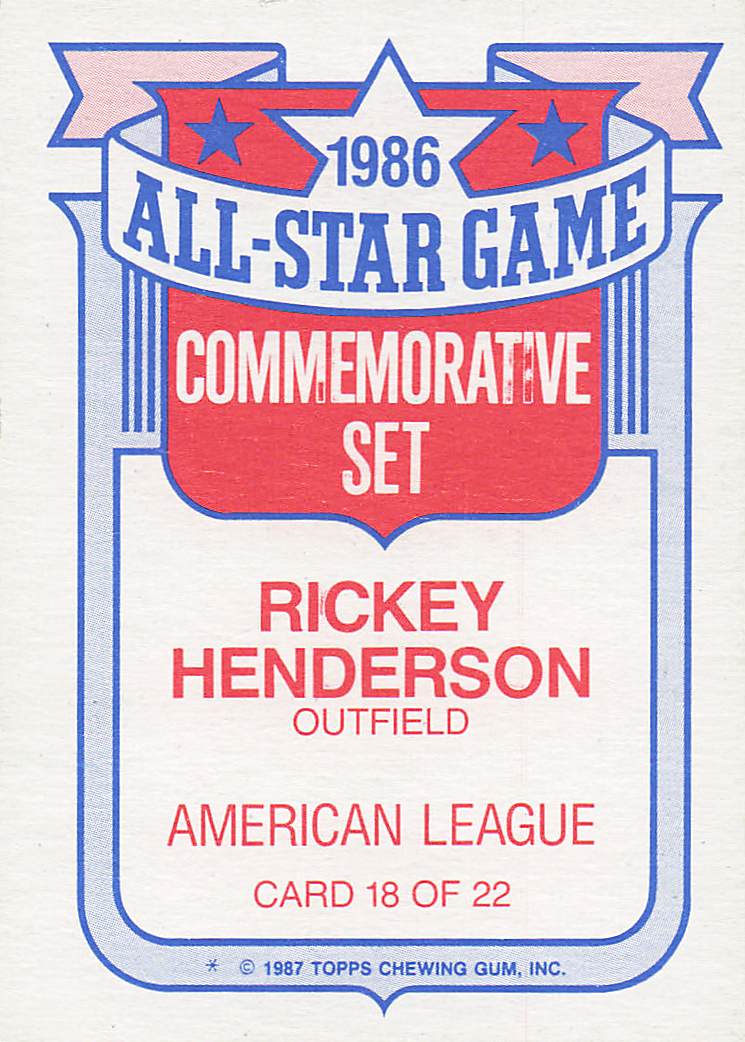 1986
ALL-STAR GAME
COMMEMORATIVE
SET
RICKEY
HENDERSON
OUTFIELD
AMERICAN LEAGUE
CARD 18 OF 22
* © 1987 TOPPS CHEWING GUM, INC.